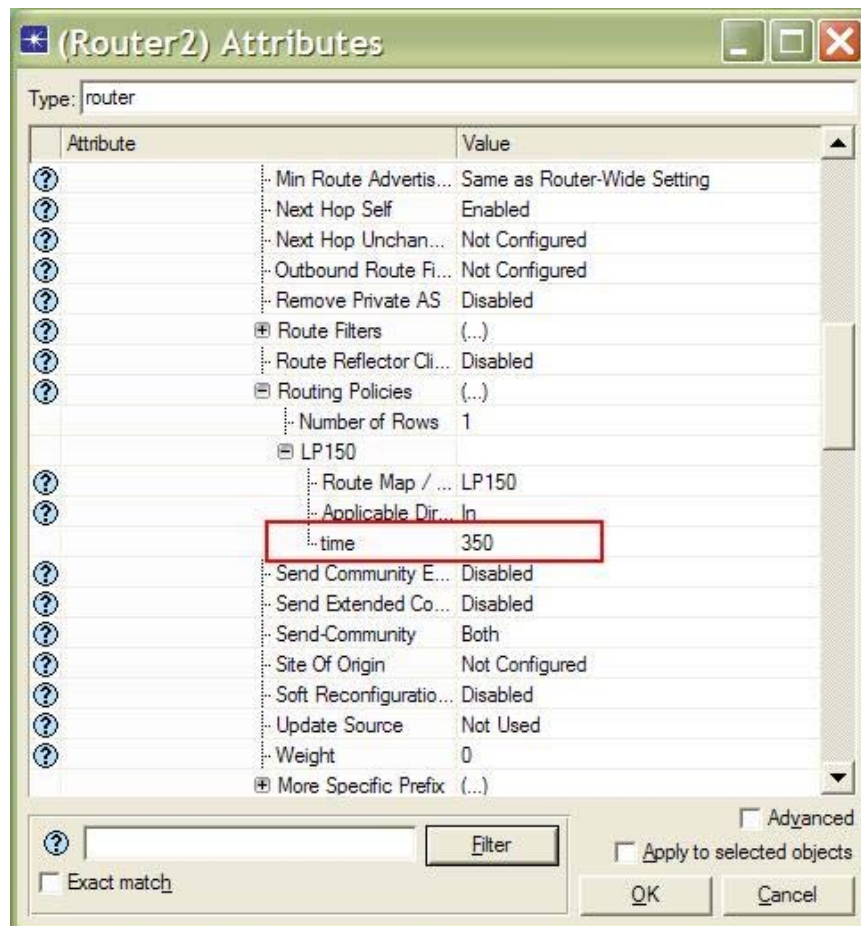 (Router2) Attributes
Type: router
Attribute Value
Min Route Advertis... Same as Router-Wide Setting
Next Hop Self Enabled
Next Hop Unchan... Not Configured
Outbound Route Fi... Not Configured
Remove Private AS Disabled
Route Filters (...)
Route Reflector Cli... Disabled
Routing Policies (...)
Number of Rows 1
LP150
Route Map / ... LP150
Applicable Dir... In
time 350
Send Community E... Disabled
Send Extended Co... Disabled
Send-Community Both
Site Of Origin Not Configured
Soft Reconfiguratio... Disabled
Update Source Not Used
Weight 0
More Specific Prefix (...)
Advanced
Filter
Apply to selected objects
Exact match
OK Cancel